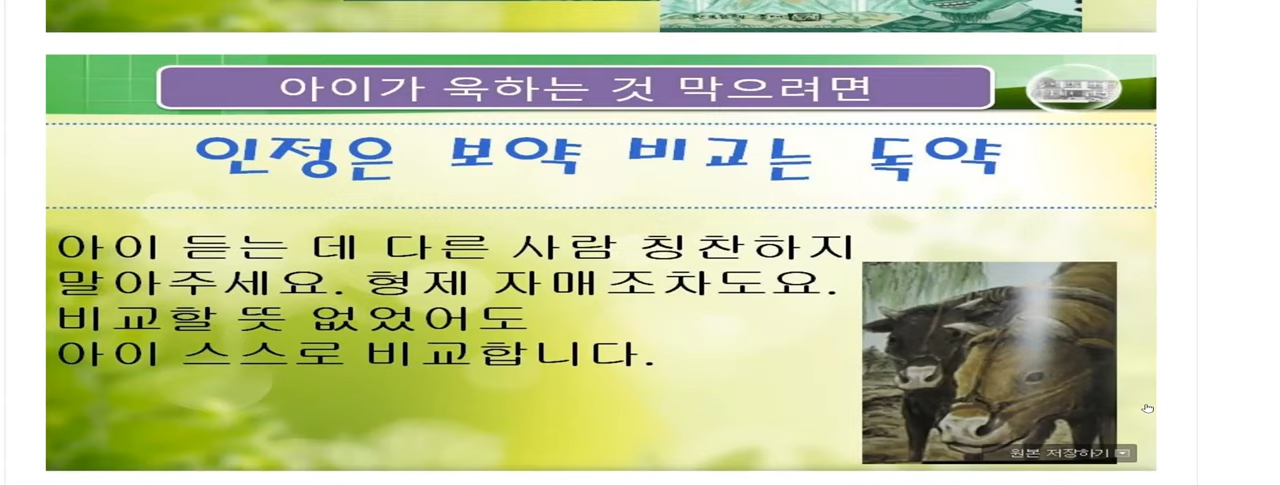 아이가 욱하는 것 막으려면
인정은 보약 비교는 독약
아이 듣는 데 다른 사람 칭찬하지
말아주세요. 형제 자매조차도요.
비교할 뜻 없었어도
아이 스스로 비교합니다.
원본 저장하기